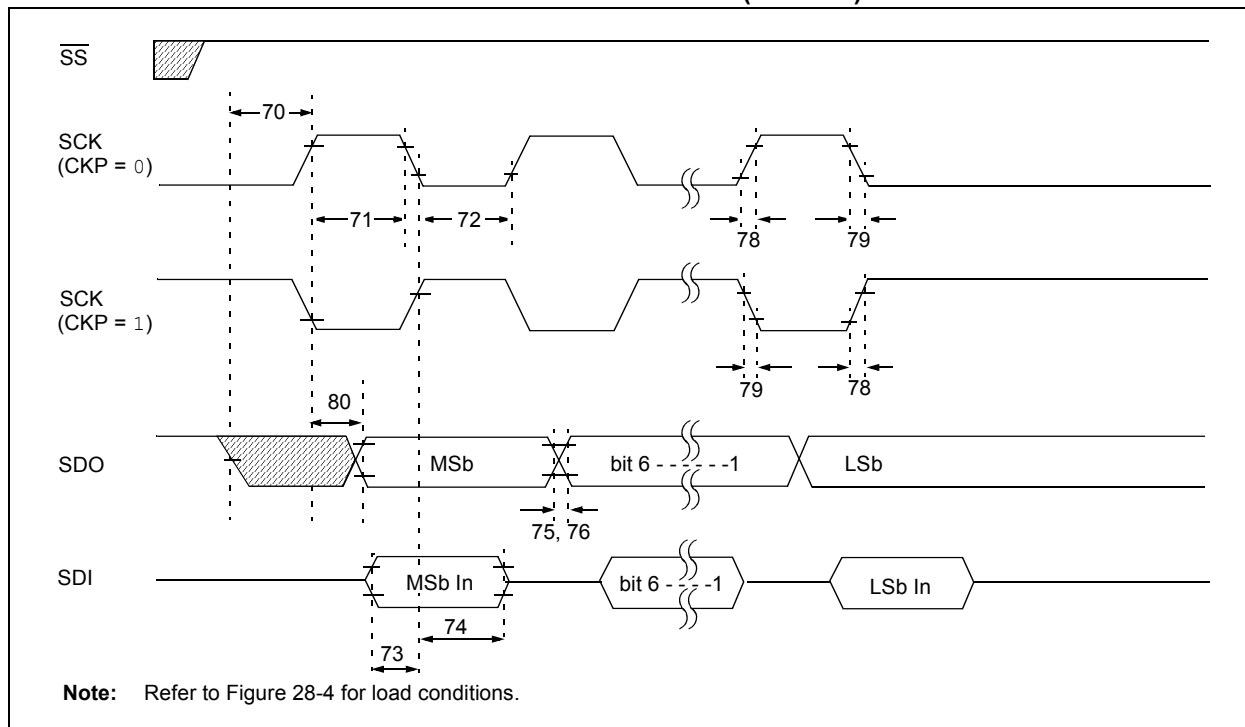 SS
70
SCK
(CKP = 0)
71
72
78
79
SCK
(CKP = 1)
79
78
80
SDO
MSb
bit 6 - - - - - -1
LSb
75, 76
SDI
MSb In
bit 6 - - - -1
LSb In
74
73
Note: Refer to Figure 28-4 for load conditions.